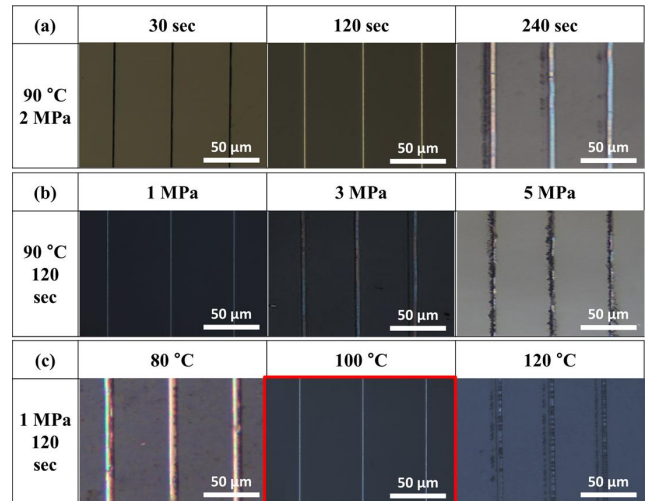 (a) 30 sec 120 sec 240 sec
90 °C
2 MPa
50 µm 50 µm 50 µm
(b) 1 MPa 3 MPa 5 MPa
90 °C
120
sec
50 µm 50 µm 50 µm
(c) 80 °C 100 °C 120 °C
1 MPa
120
sec
50 µm 50 µm 50 µm